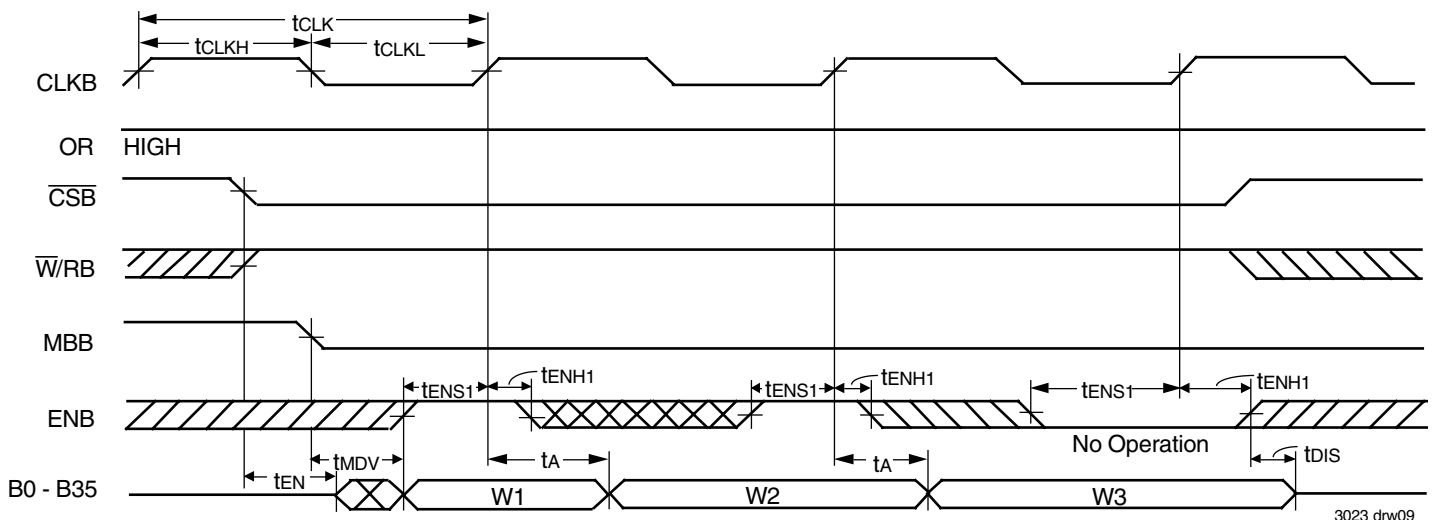 tCLK
tCLKH tCLKL
CLKB
OR HIGH
CSB
W/RB
MBB
tENS1 tENH1 tENS1 tENH1 tENS1 tENH1
ENB
No Operation
tMDV tA tA tDIS
tEN
B0 - B35 W1 W2 W3
3023 drw09